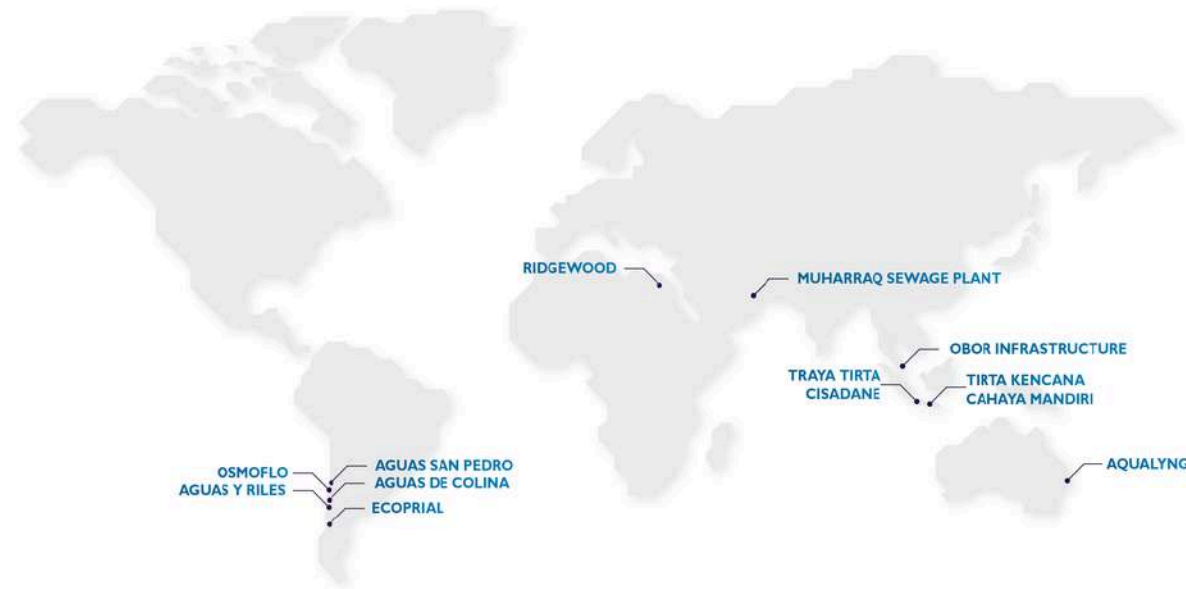 RIDGEWOOD
MUHARRAQ SEWAGE PLANT
OBOR INFRASTRUCTURE
TRAYA TIRTA
CISADANE
TIRTA KENCANA
CAHAYA MANDIRI
AQUALYNG
OSMOFLO
AGUAS SAN PEDRO
AGUAS Y RILES
AGUAS DE COLINA
ECOPRIAL